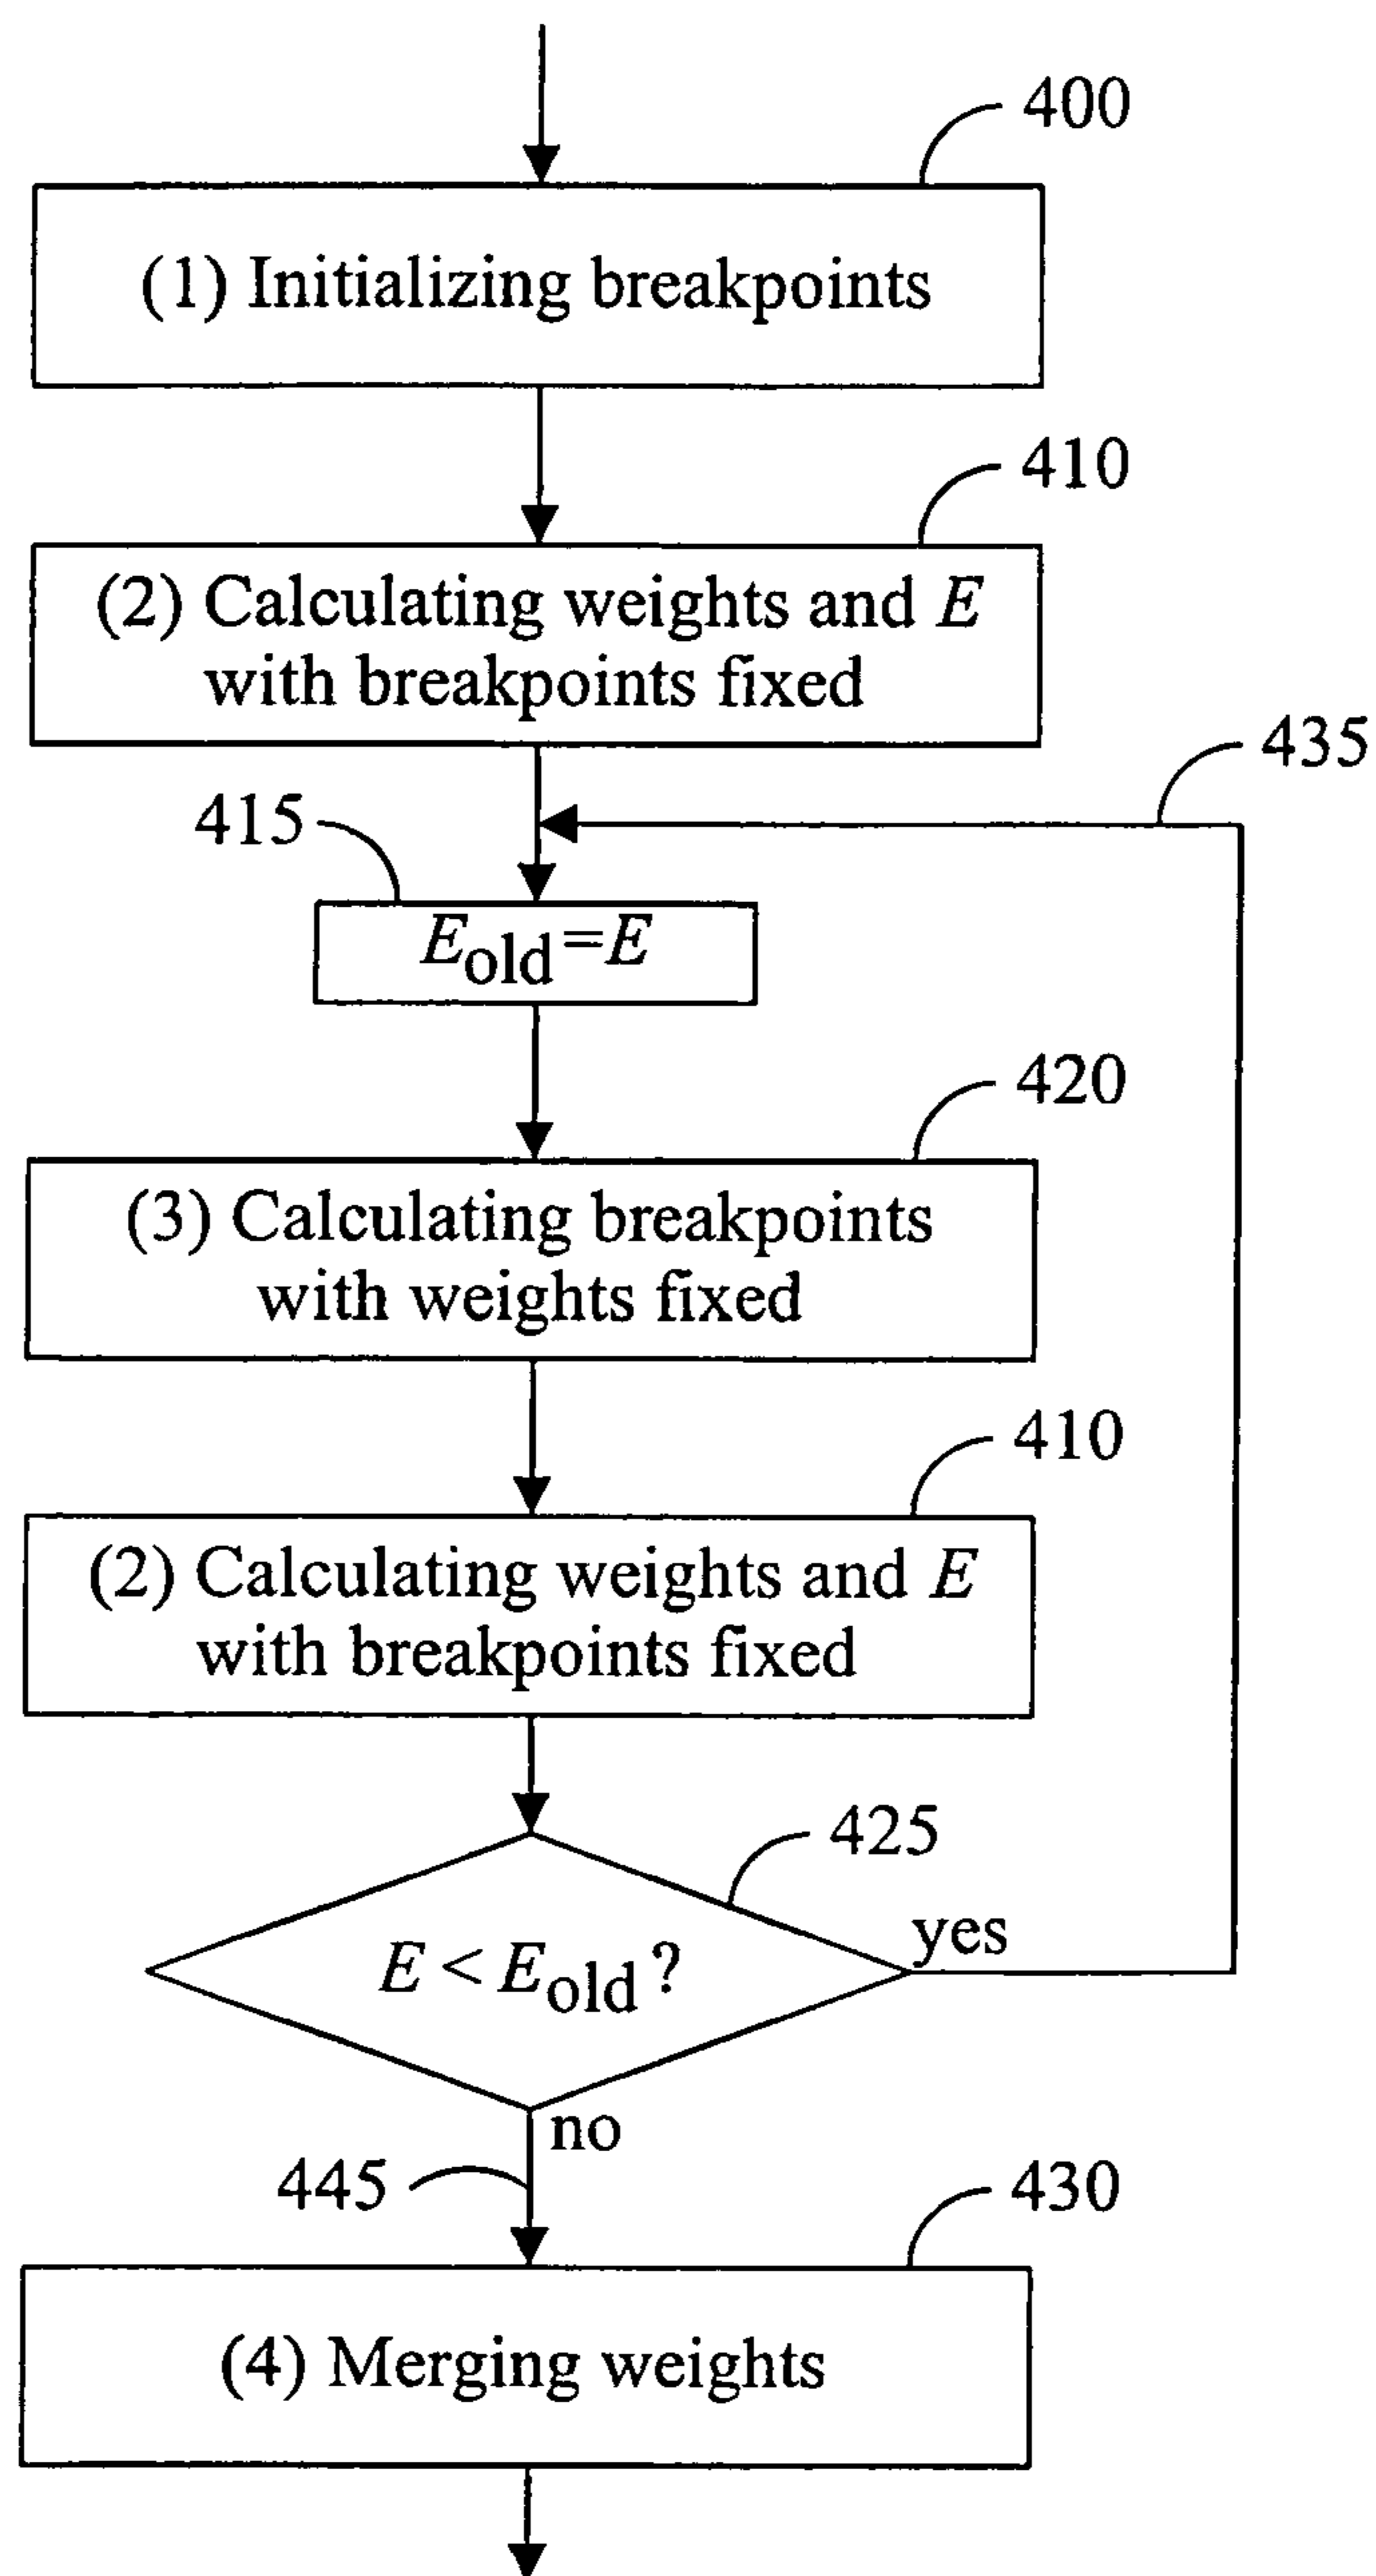 400
(1) Initializing breakpoints
410
(2) Calculating weights and E
with breakpoints fixed
435
415
Eold=E
420
(3) Calculating breakpoints
with weights fixed
410
(2) Calculating weights and E
with breakpoints fixed
425
E < Eold ?
yes
no
445
430
(4) Merging weights